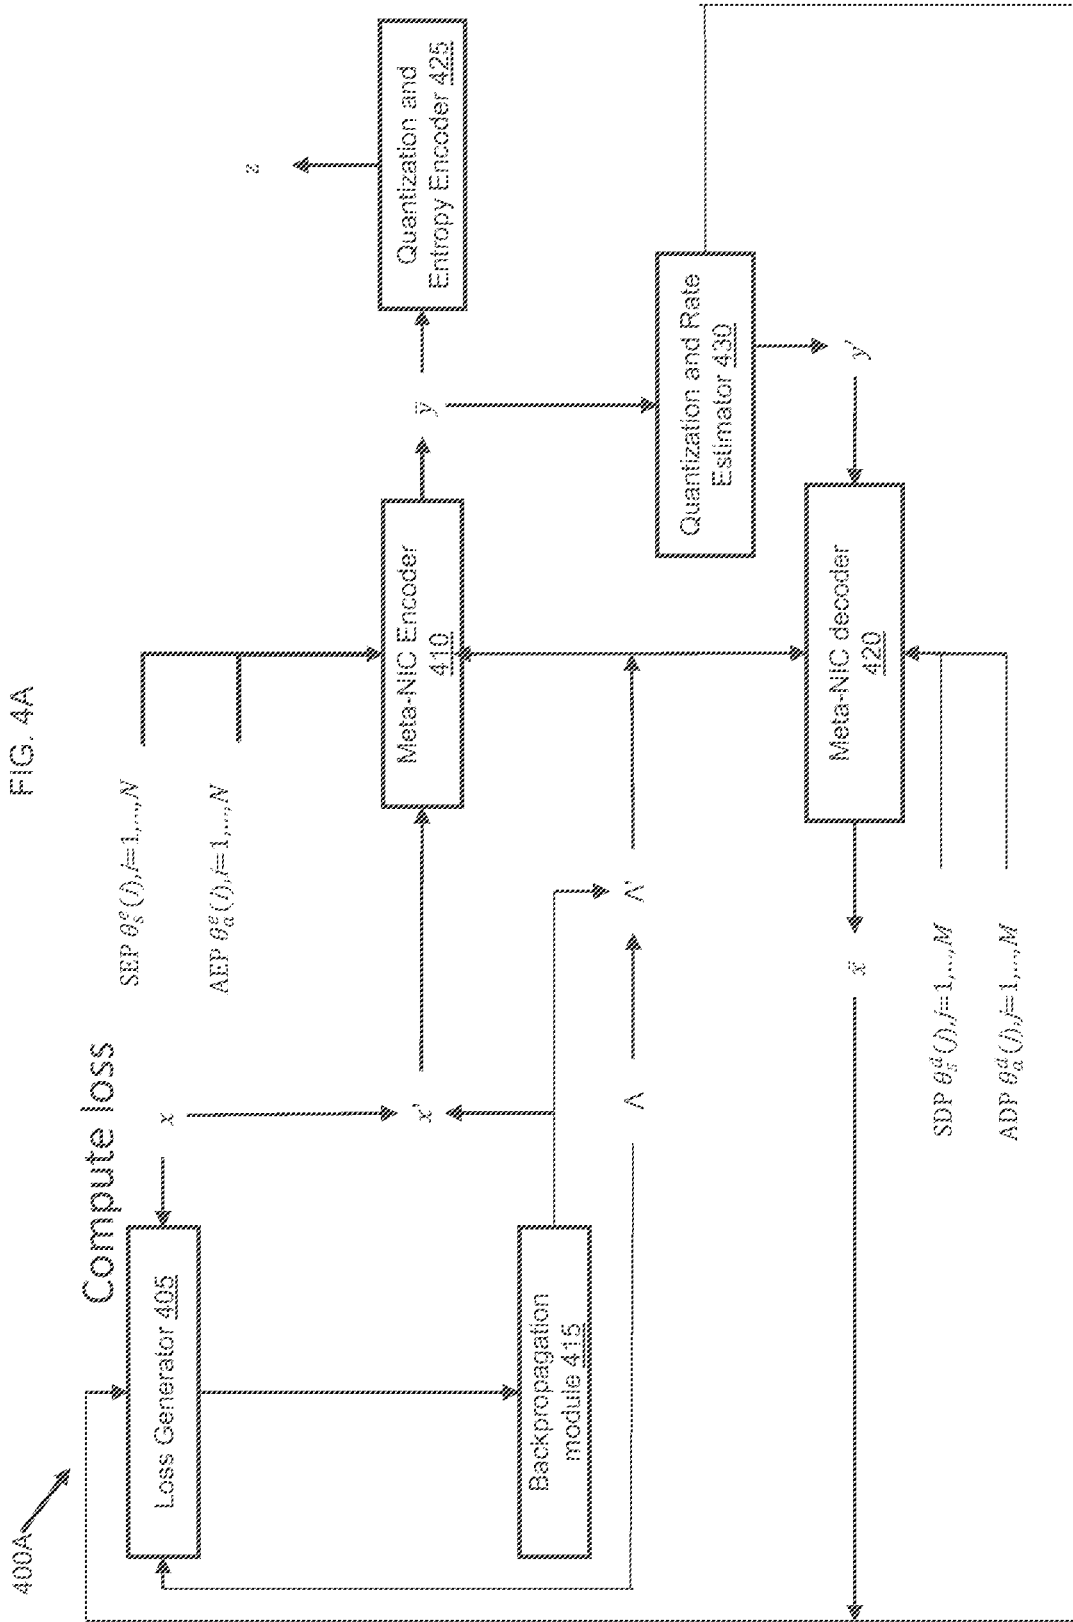 FIG. 4A
400A
Compute loss
Loss Generator 405
x
SEP θₛᵉ(j), j=1,...,N
AEP θₐᵉ(j), j=1,...,N
z
x'
Meta-NIC Encoder
410
ȳ
Quantization and
Entropy Encoder 425
Backpropagation
module 415
Λ
Λ'
Quantization and Rate
Estimator 430
x̄
Meta-NIC decoder
420
y'
SDP θₛᵈ(j), j=1,...,M
ADP θₐᵈ(j), j=1,...,M